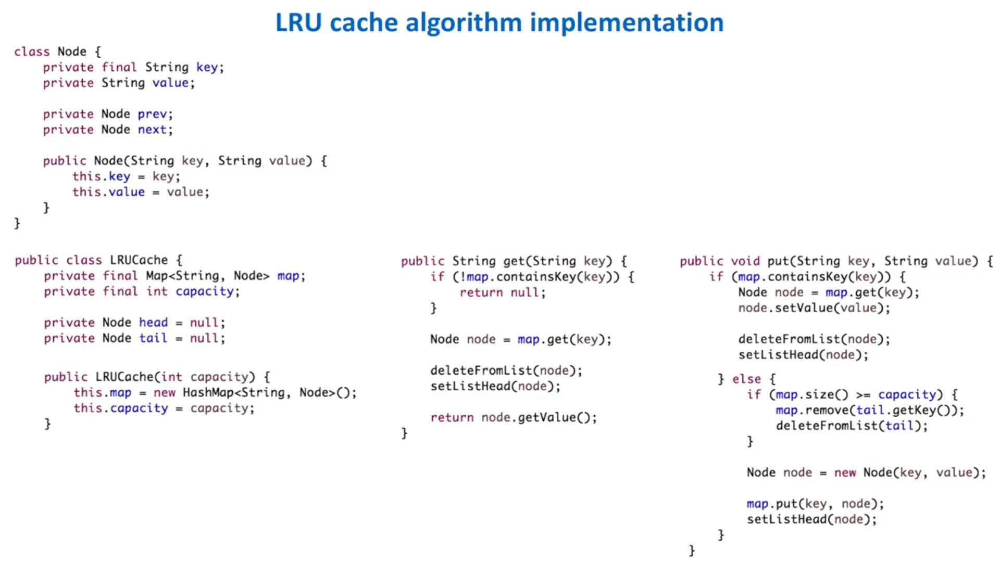 LRU cache algorithm implementation
class Node {
    private final String key;
    private String value;

    private Node prev;
    private Node next;

    public Node(String key, String value) {
        this.key = key;
        this.value = value;
    }
}

public class LRUCache {
    private final Map<String, Node> map;
    private final int capacity;

    private Node head = null;
    private Node tail = null;

    public LRUCache(int capacity) {
        this.map = new HashMap<String, Node>();
        this.capacity = capacity;
    }

public String get(String key) {
    if (!map.containsKey(key)) {
        return null;
    }

    Node node = map.get(key);

    deleteFromList(node);
    setListHead(node);

    return node.getValue();
}

public void put(String key, String value) {
    if (map.containsKey(key)) {
        Node node = map.get(key);
        node.setValue(value);

        deleteFromList(node);
        setListHead(node);
    } else {
        if (map.size() >= capacity) {
            map.remove(tail.getKey());
            deleteFromList(tail);
        }

        Node node = new Node(key, value);

        map.put(key, node);
        setListHead(node);
    }
}